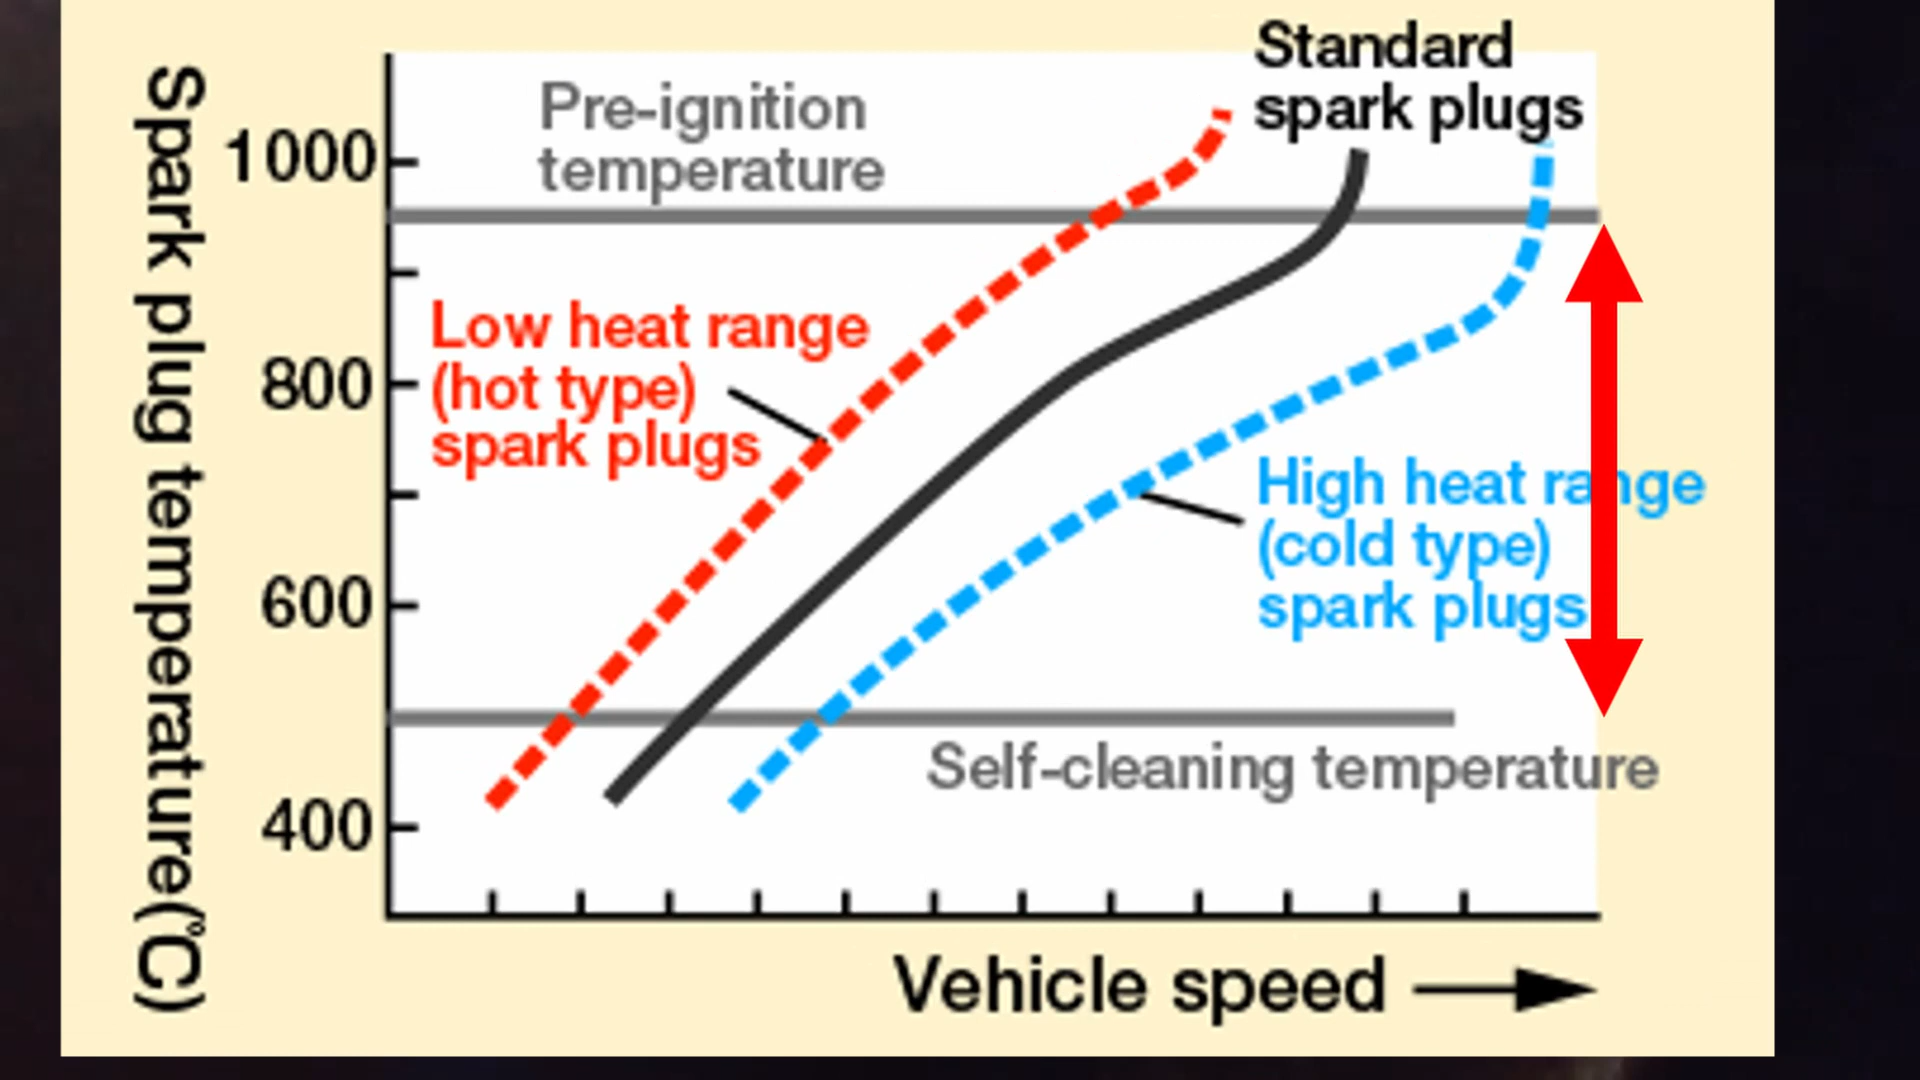 Standard
spark plugs
Pre-ignition
temperature
Spark plug temperature(°C)
1000
800
600
400
Low heat range
(hot type)
spark plugs
High heat range
(cold type)
spark plugs
Self-cleaning temperature
Vehicle speed